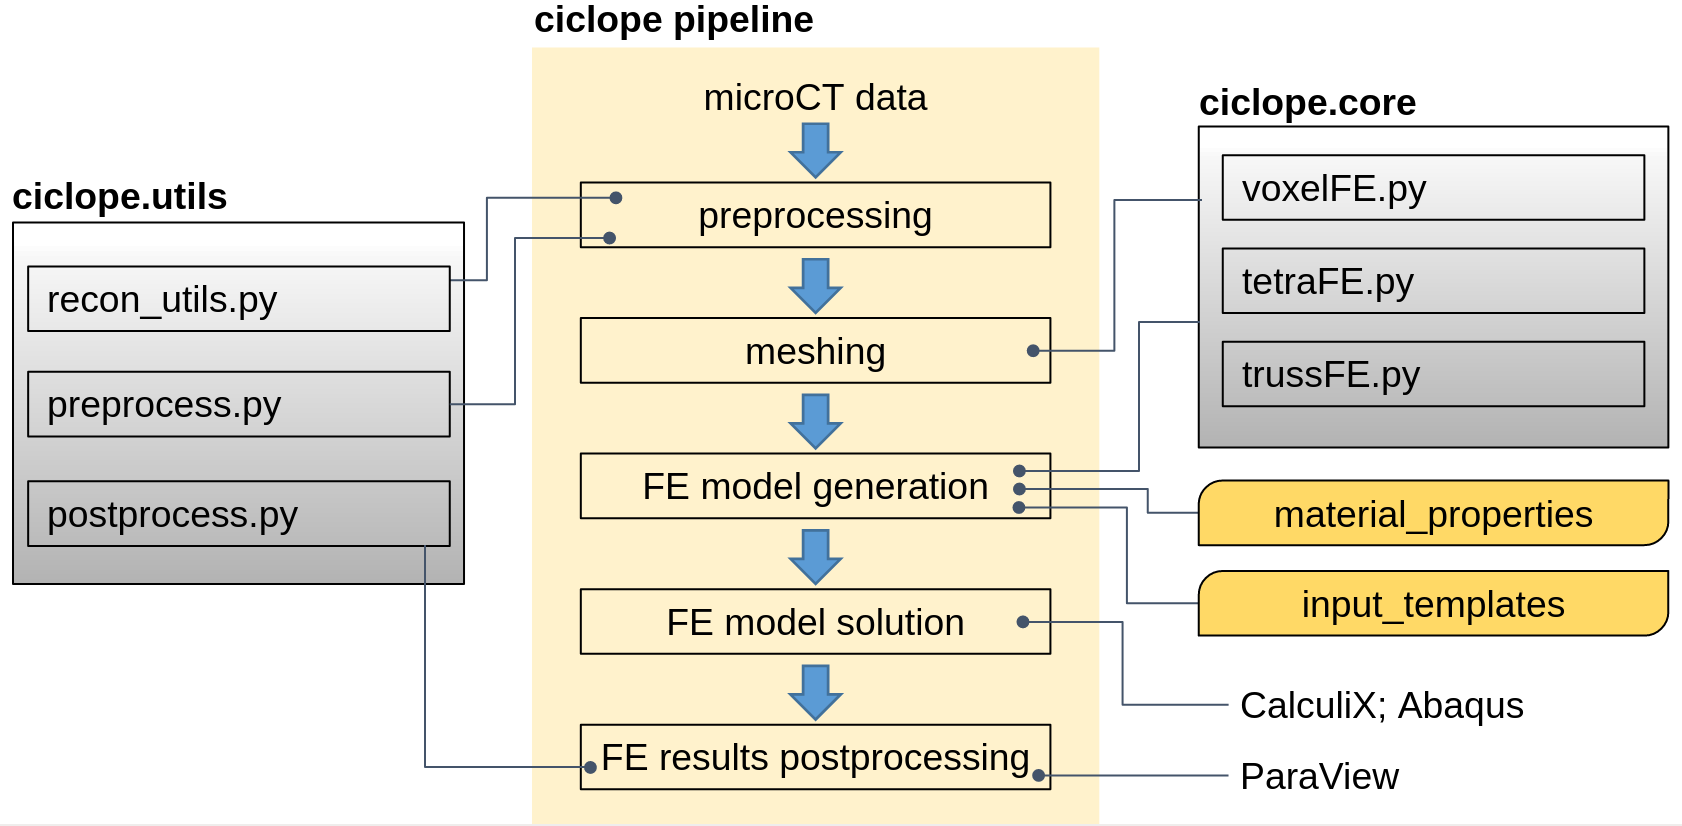 ciclope pipeline
microCT data
preprocessing
meshing
FE model generation
FE model solution
FE results postprocessing
ciclope.utils
recon_utils.py
preprocess.py
postprocess.py
ciclope.core
voxelFE.py
tetraFE.py
trussFE.py
material_properties
input_templates
CalculiX; Abaqus
ParaView